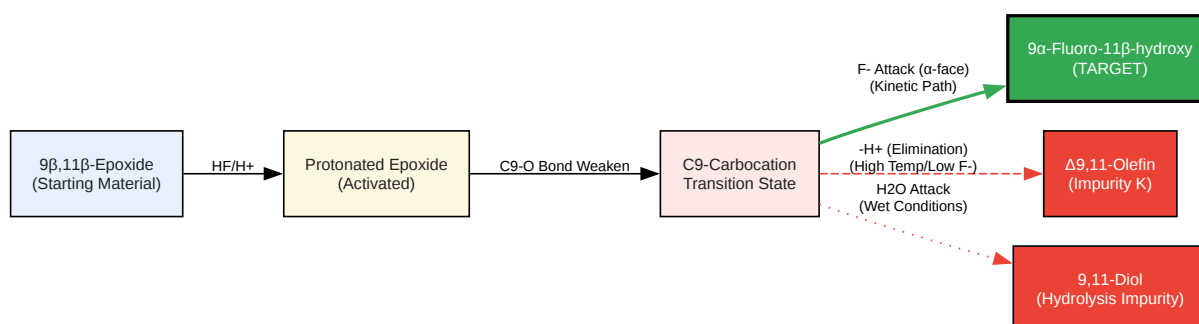 9β,11β-Epoxide
(Starting Material)
HF/H+
Protonated Epoxide
(Activated)
C9-O Bond Weaken
C9-Carbocation
Transition State
F- Attack (α-face)
(Kinetic Path)
9α-Fluoro-11β-hydroxy
(TARGET)
-H+ (Elimination)
(High Temp/Low F-)
Δ9,11-Olefin
(Impurity K)
H2O Attack
(Wet Conditions)
9,11-Diol
(Hydrolysis Impurity)